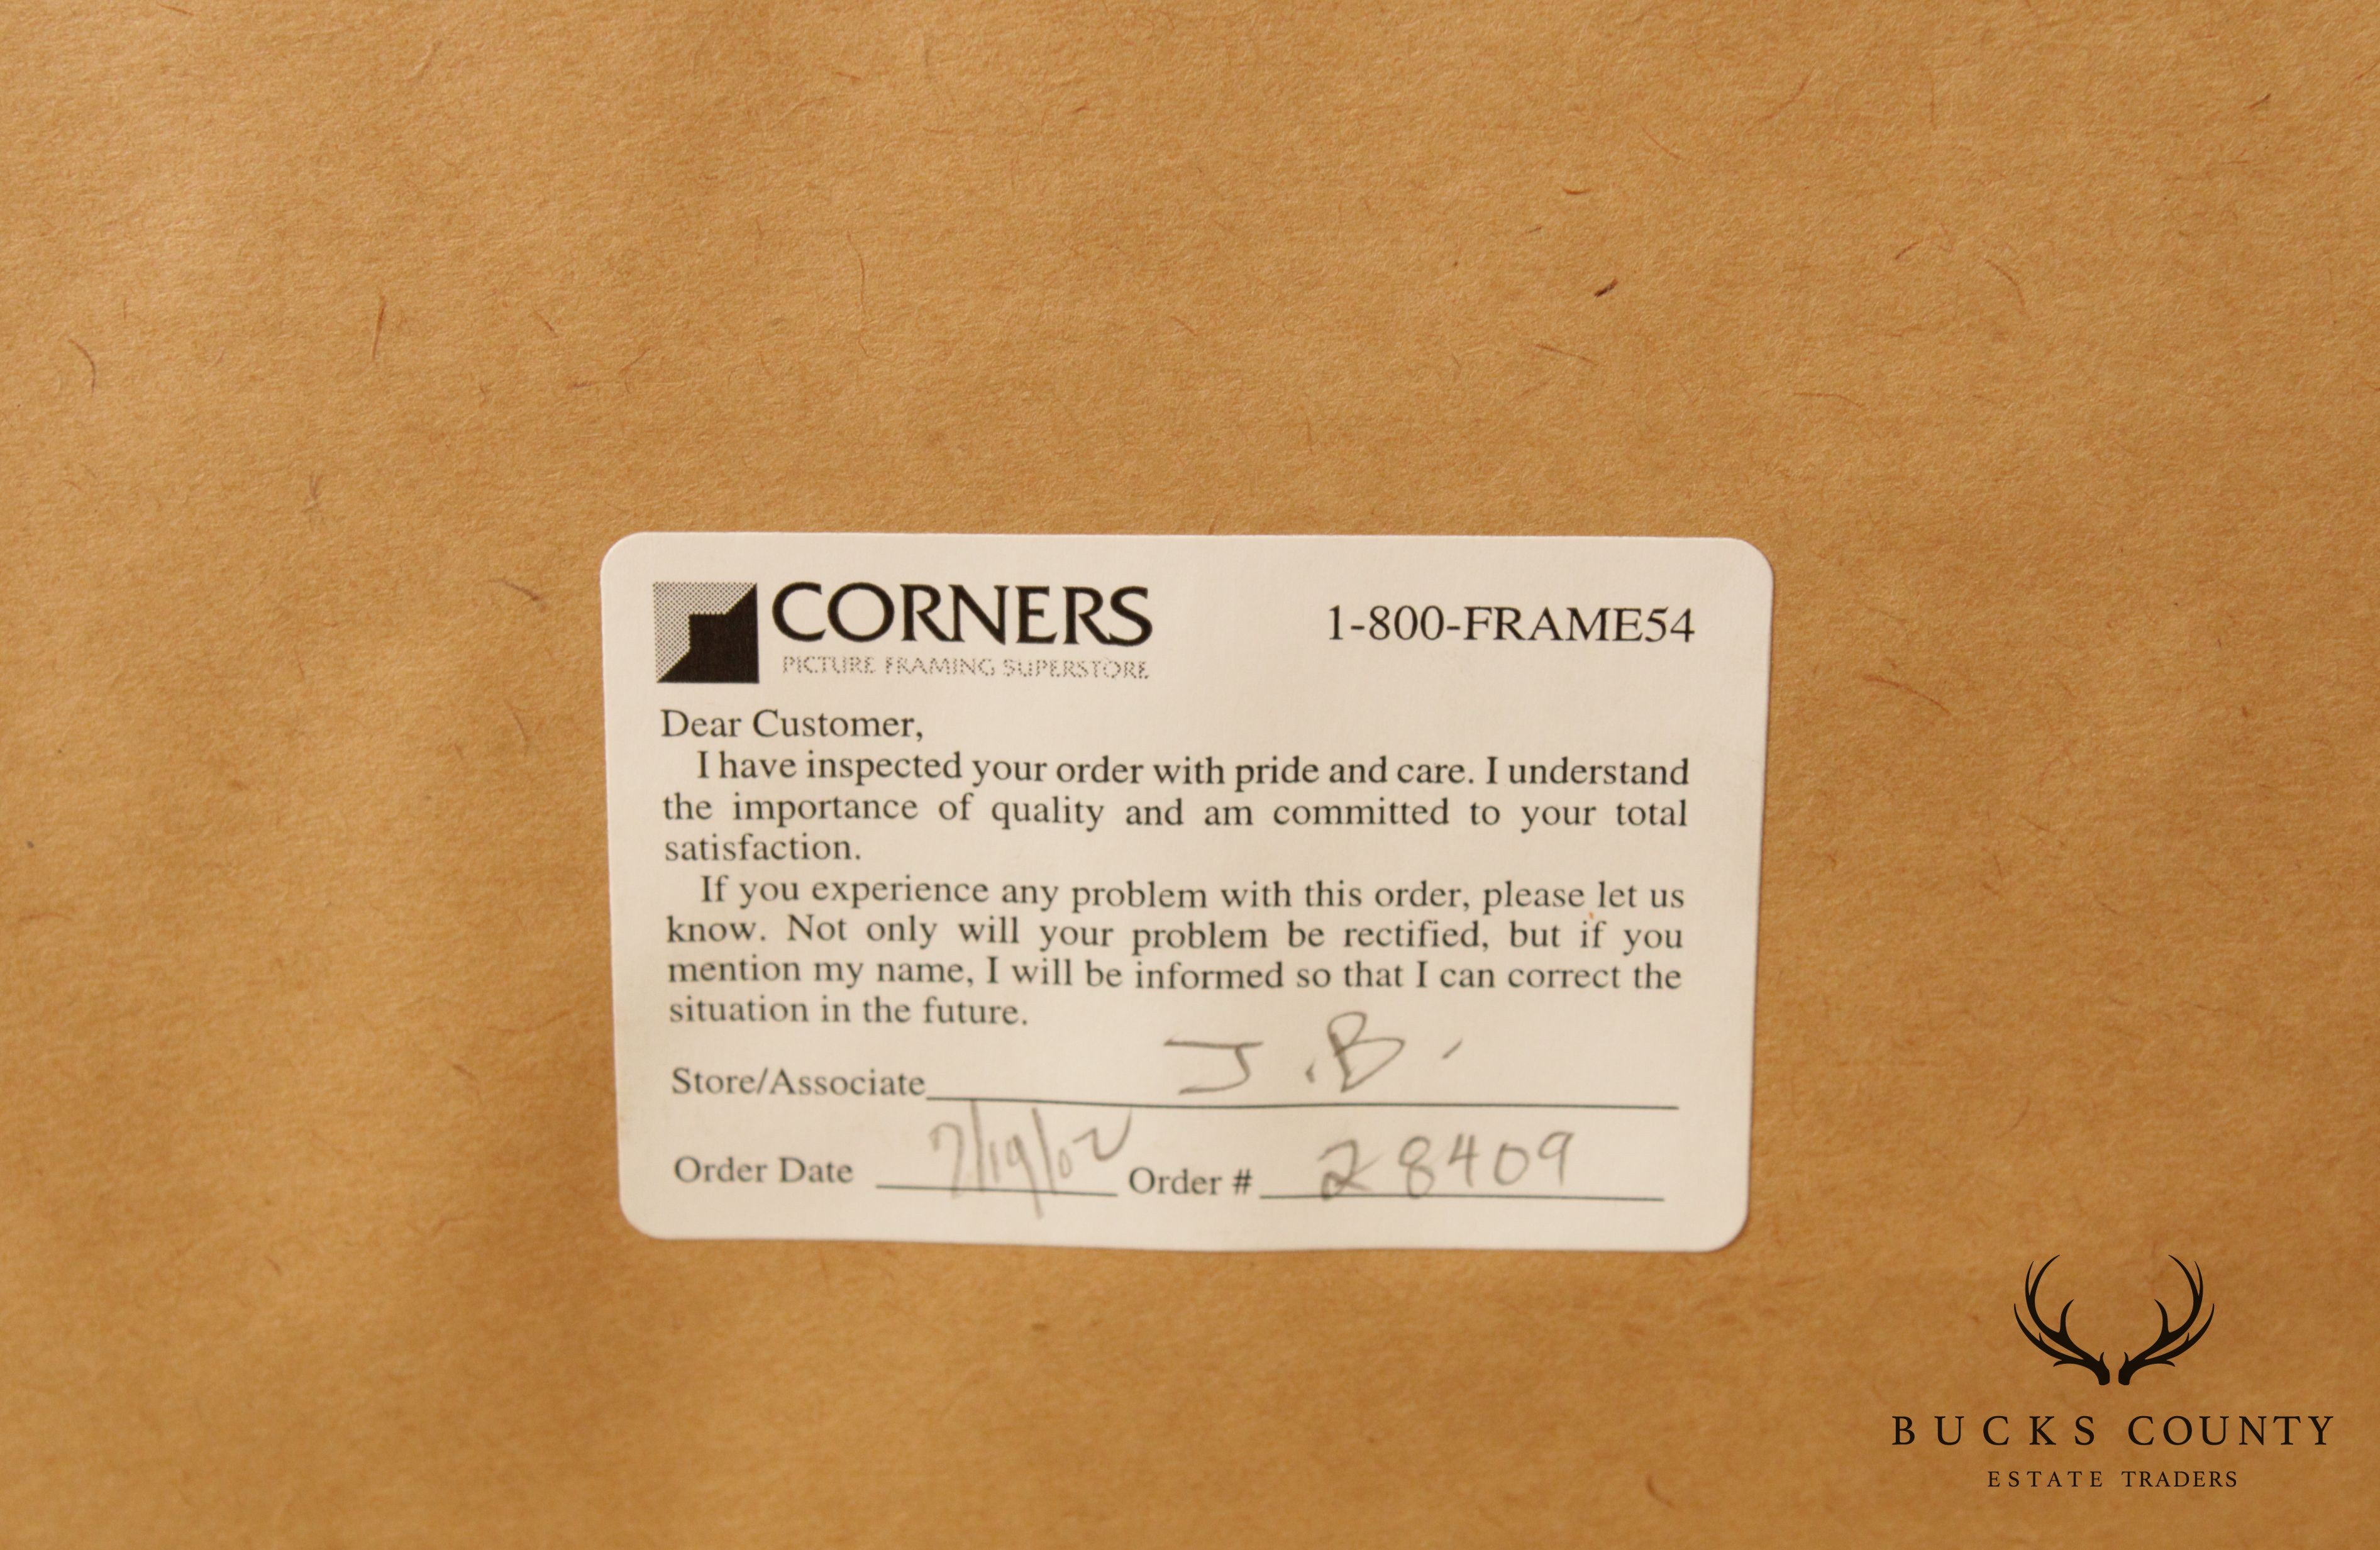 CORNERS 1-800-FRAME54
PICTURE FRAMING SUPERSTORE
Dear Customer,
I have inspected your order with pride and care. I understand
the importance of quality and am committed to your total
satisfaction.
If you experience any problem with this order, please let us
know. Not only will your problem be rectified, but if you
mention my name, I will be informed so that I can correct the
situation in the future.
Store/Associate J.B.
Order Date 7/19/02 Order # 28409
BUCKS COUNTY
ESTATE TRADERS